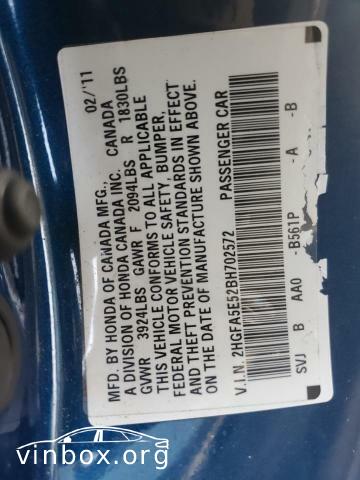 MFD. BY HONDA OF CANADA MFG., 02/'11
A DIVISION OF HONDA CANADA INC. CANADA
GVWR 3924LBS GAWR F 2094LBS R 1830LBS
THIS VEHICLE CONFORMS TO ALL APPLICABLE
FEDERAL MOTOR VEHICLE SAFETY, BUMPER,
AND THEFT PREVENTION STANDARDS IN EFFECT
ON THE DATE OF MANUFACTURE SHOWN ABOVE.
V.I.N. 2HGFA5E52BH702572 PASSENGER CAR
SVJ B AA0 -B561P -A -B
vinbox.org